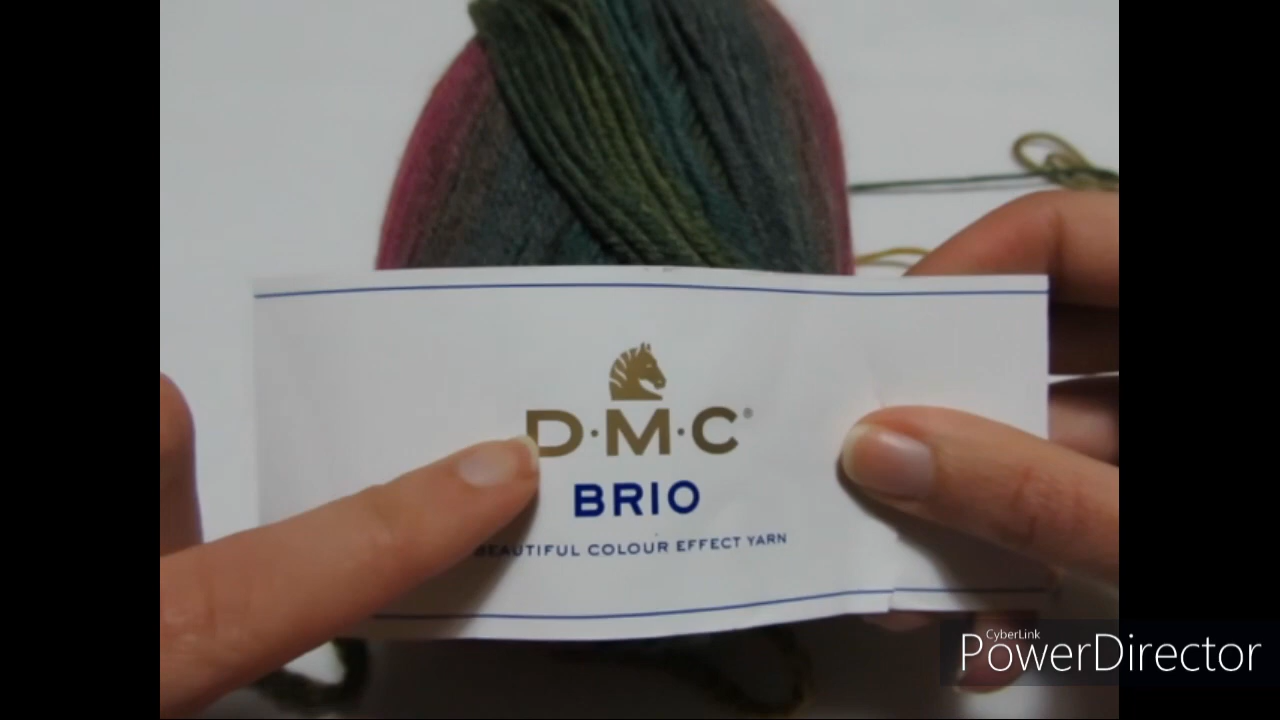 D·M·C®
BRIO
BEAUTIFUL COLOUR EFFECT YARN
CyberLink
PowerDirector